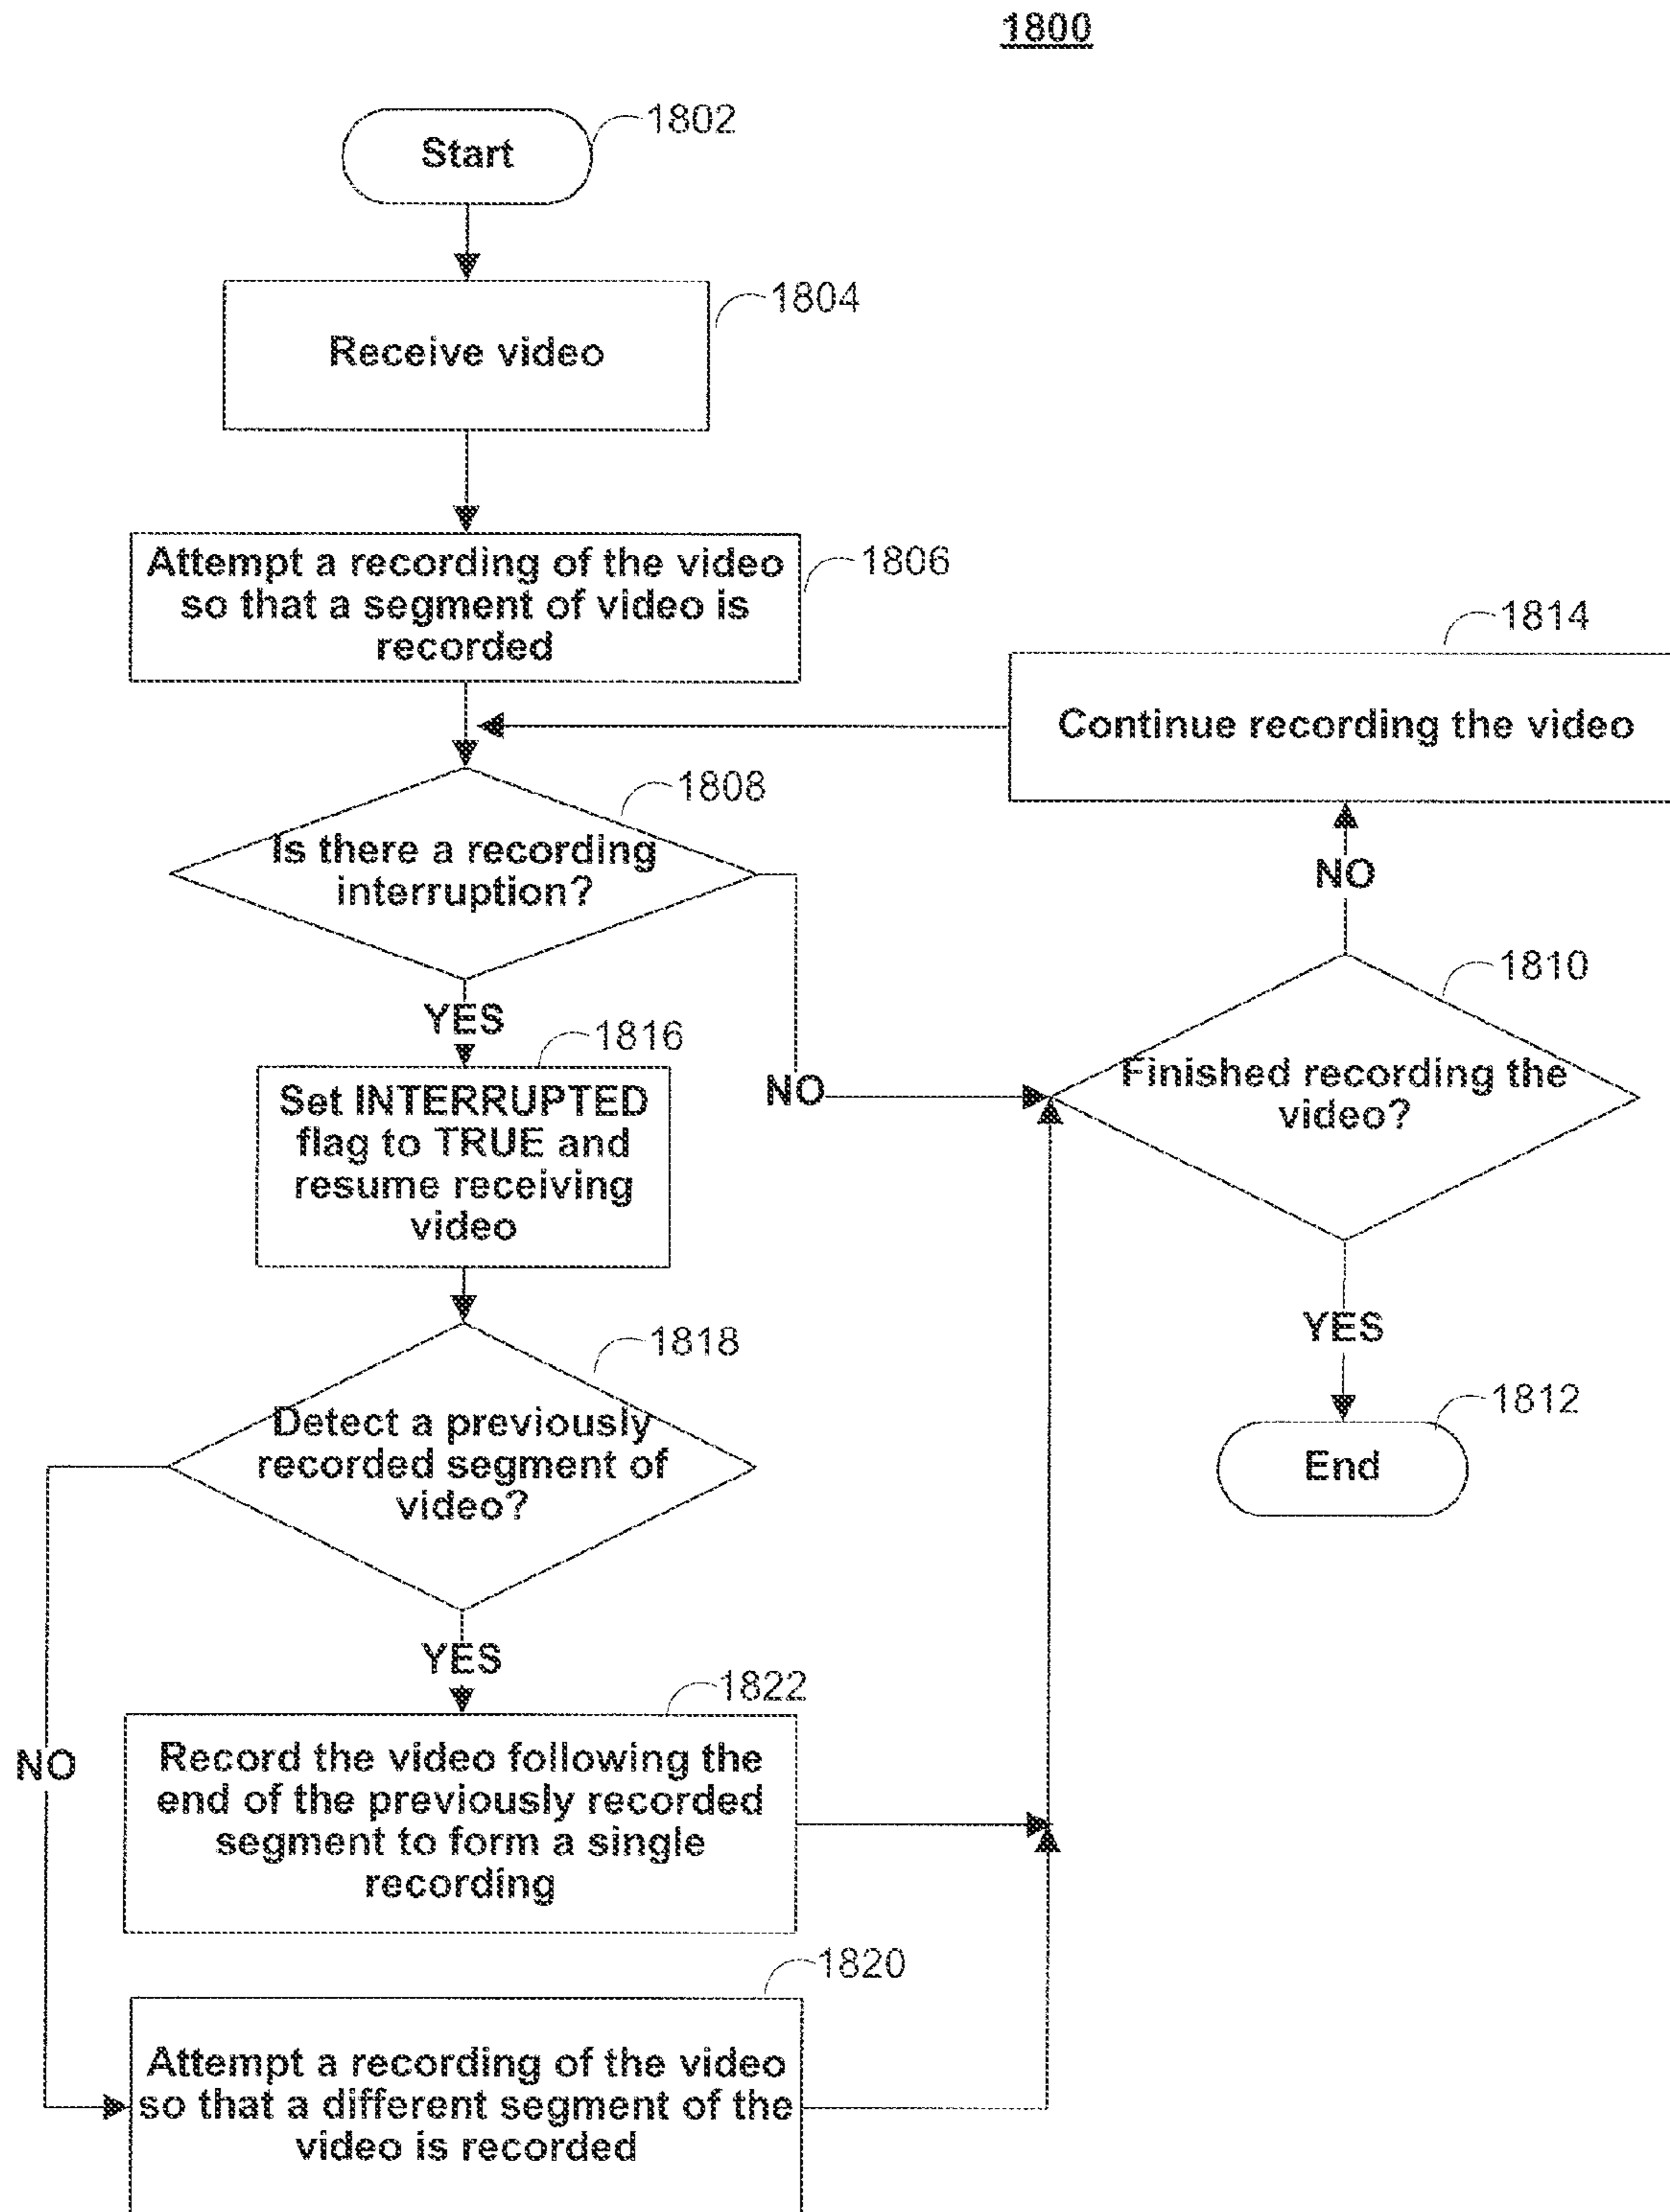 1800
Start
1802
Receive video
1804
Attempt a recording of the video
so that a segment of video is
recorded
1806
1814
Continue recording the video
1808
Is there a recording
interruption?
NO
1810
YES
1816
Set INTERRUPTED
flag to TRUE and
resume receiving
video
NO
Finished recording the
video?
YES
1818
Detect a previously
recorded segment of
video?
1812
End
YES
1822
NO
Record the video following the
end of the previously recorded
segment to form a single
recording
1820
Attempt a recording of the video
so that a different segment of the
video is recorded